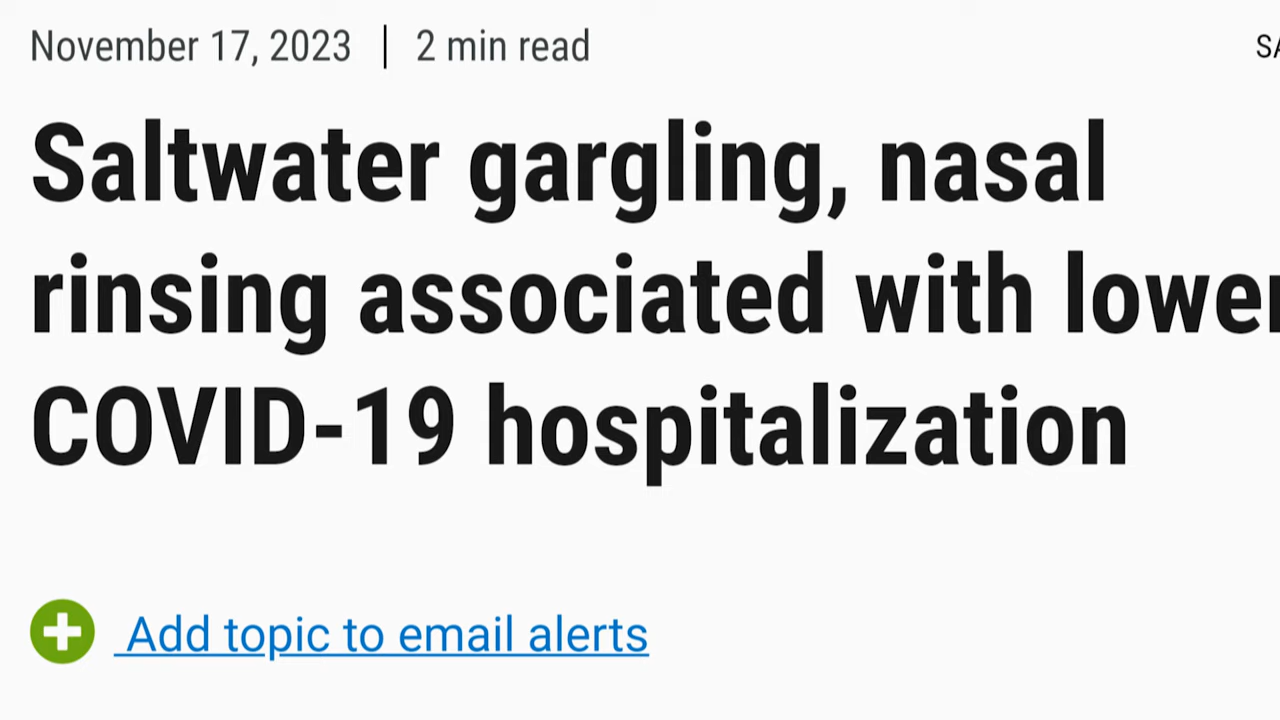 November 17, 2023 | 2 min read
Saltwater gargling, nasal
rinsing associated with lower
COVID-19 hospitalization
Add topic to email alerts